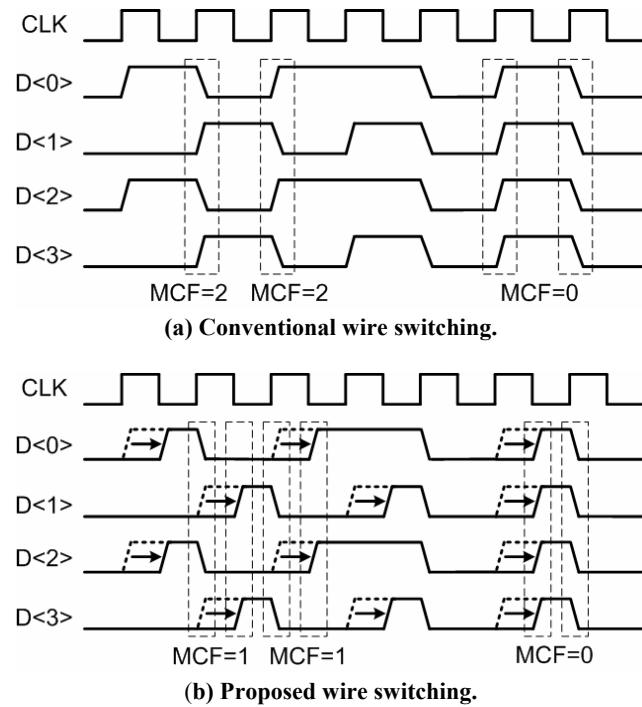 CLK
D<0>
D<1>
D<2>
D<3>
MCF=2 MCF=2 MCF=0
(a) Conventional wire switching.
CLK
D<0>
D<1>
D<2>
D<3>
MCF=1 MCF=1 MCF=0
(b) Proposed wire switching.